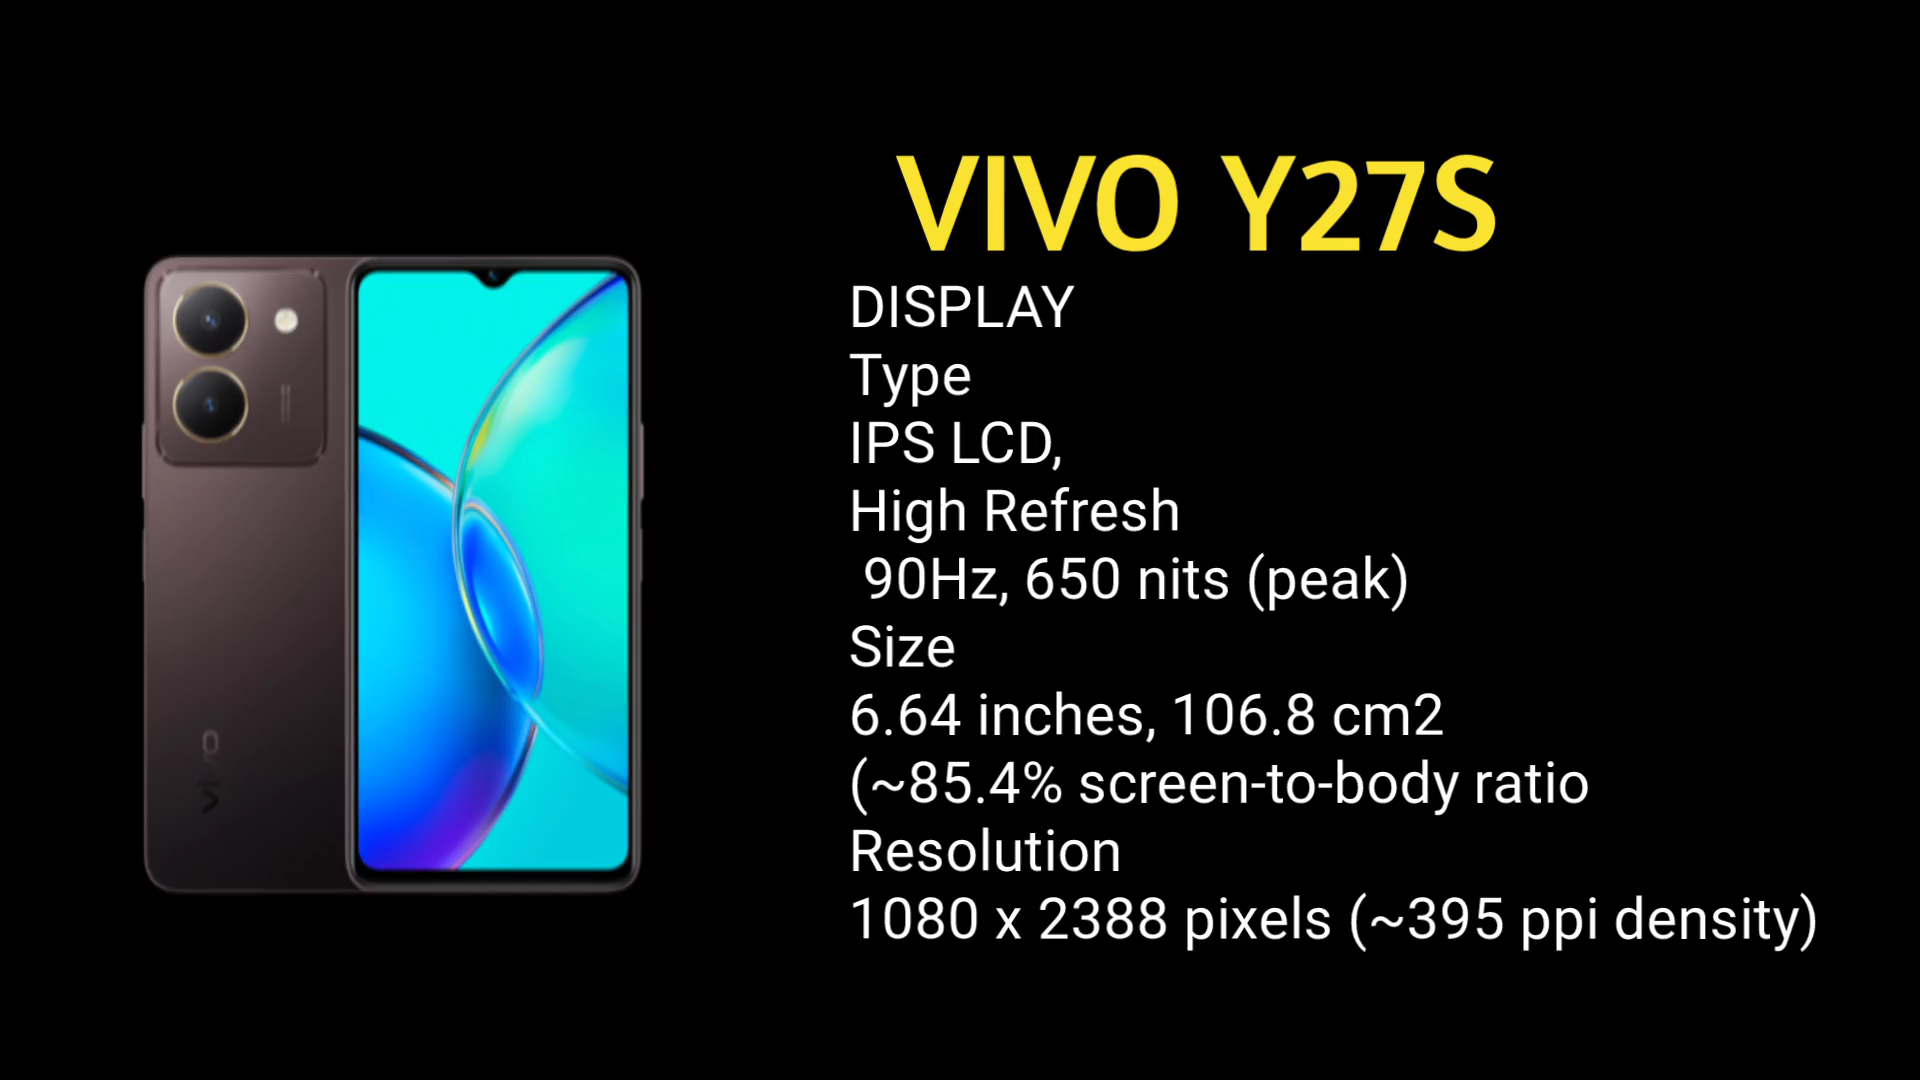 VIVO Y27S
DISPLAY
Type
IPS LCD,
High Refresh
90Hz, 650 nits (peak)
Size
6.64 inches, 106.8 cm2
(~85.4% screen-to-body ratio
Resolution
1080 x 2388 pixels (~395 ppi density)
vivo